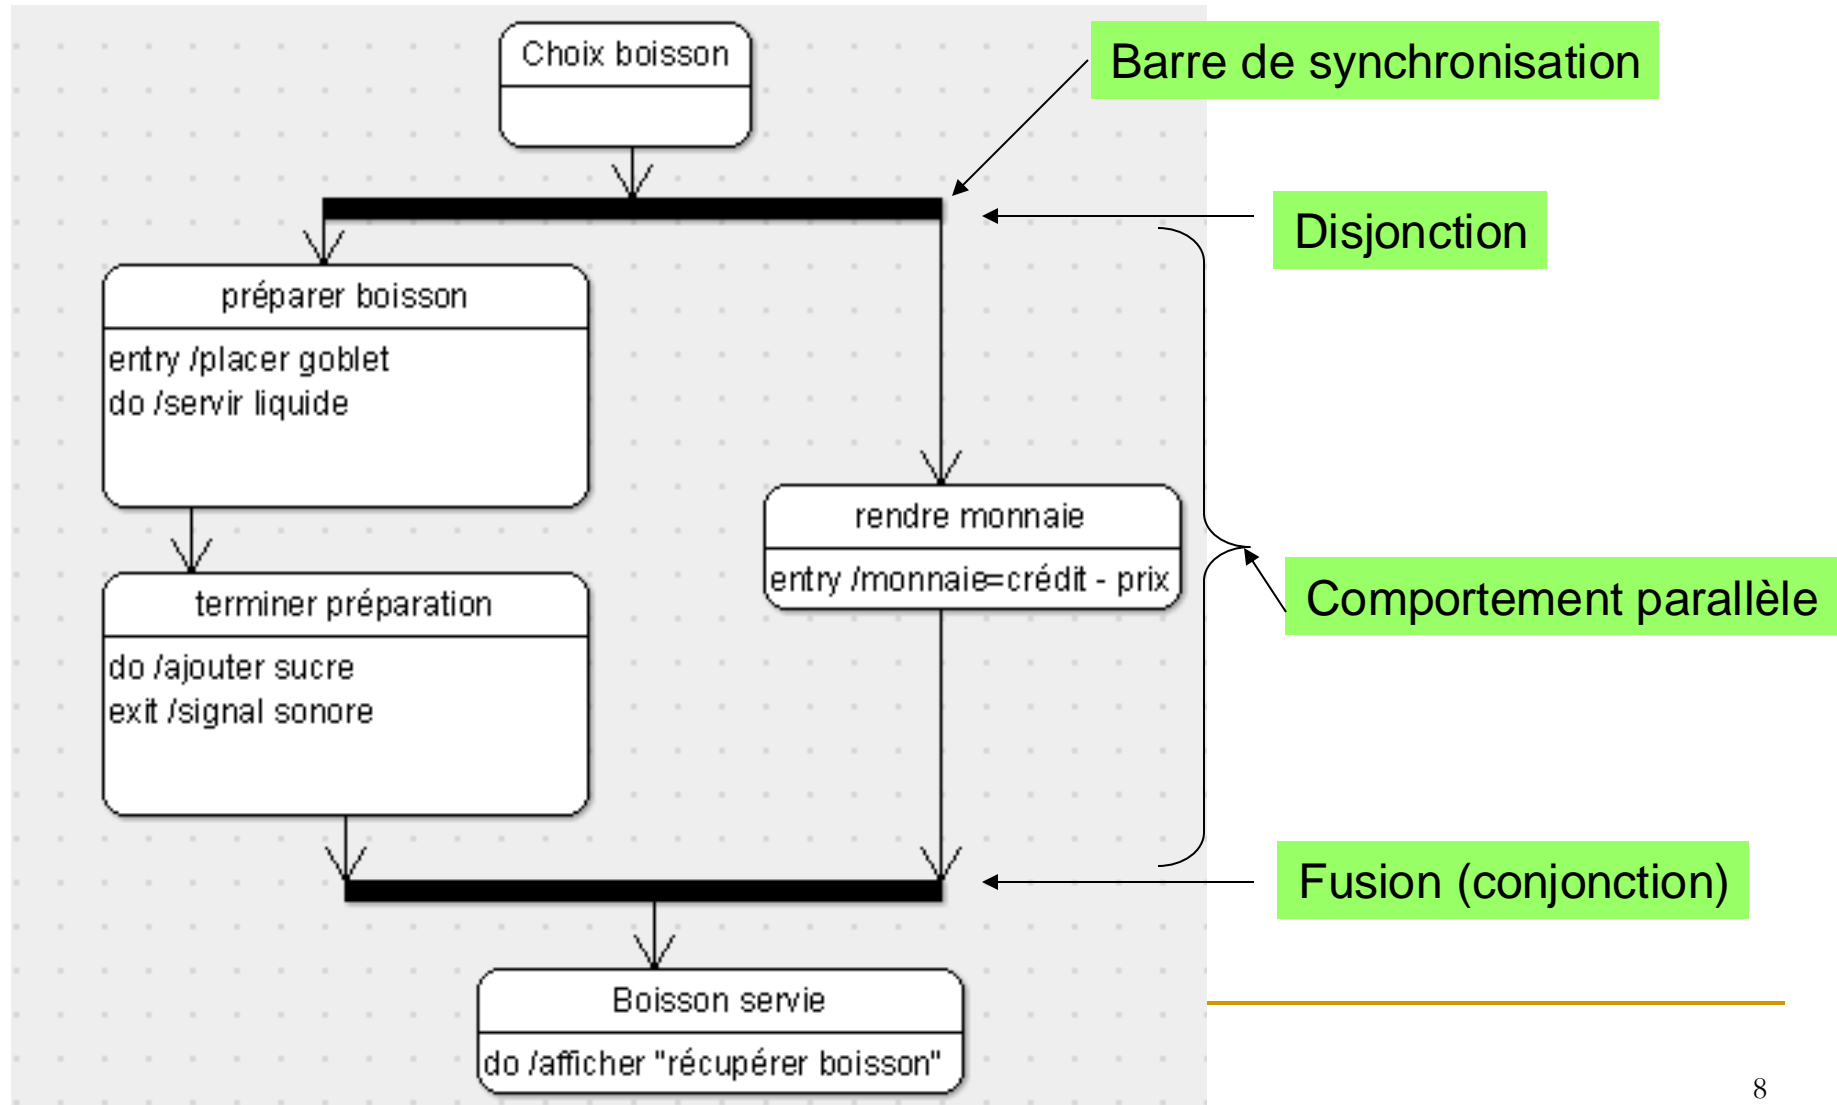 Choix boisson
Barre de synchronisation
Disjonction
préparer boisson
entry /placer goblet
do /servir liquide
rendre monnaie
entry /monnaie=crédit - prix
Comportement parallèle
terminer préparation
do /ajouter sucre
exit /signal sonore
Fusion (conjonction)
Boisson servie
do /afficher "récupérer boisson"
8